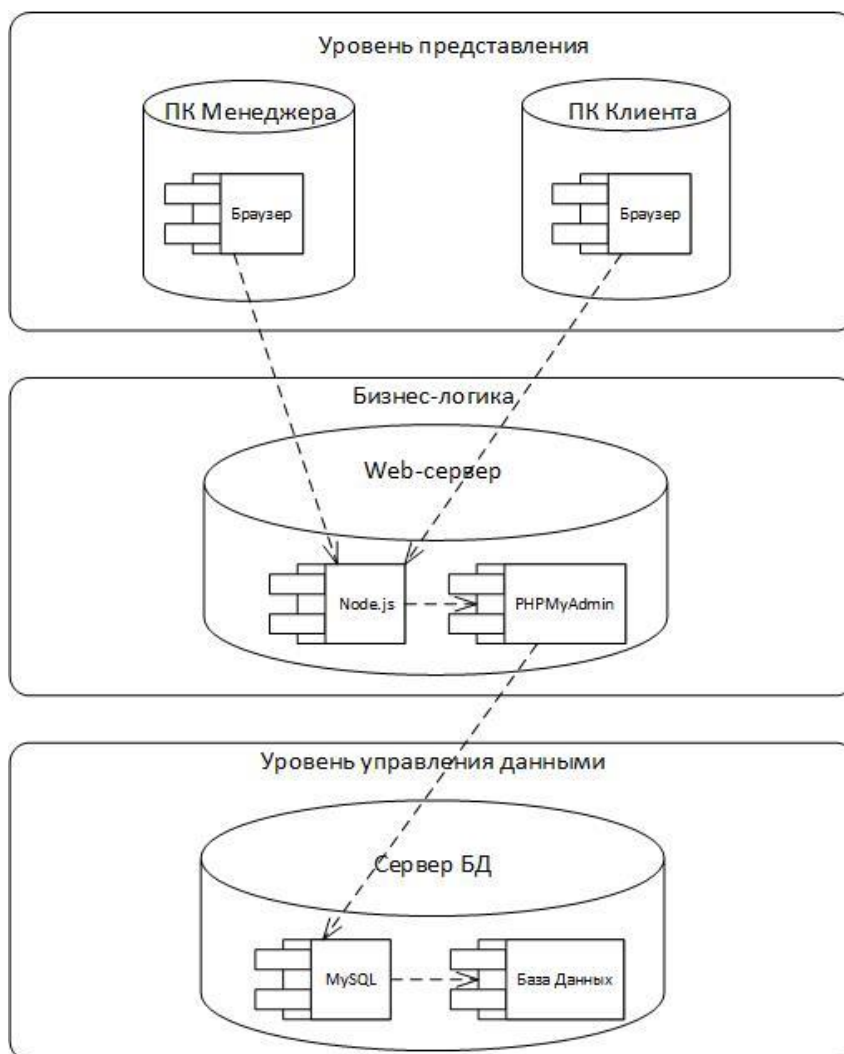 Уровень представления
ПК Менеджера
ПК Клиента
Браузер
Браузер
Бизнес-логика
Web-сервер
Node.js
PHPMyAdmin
Уровень управления данными
Сервер БД
MySQL
База Данных